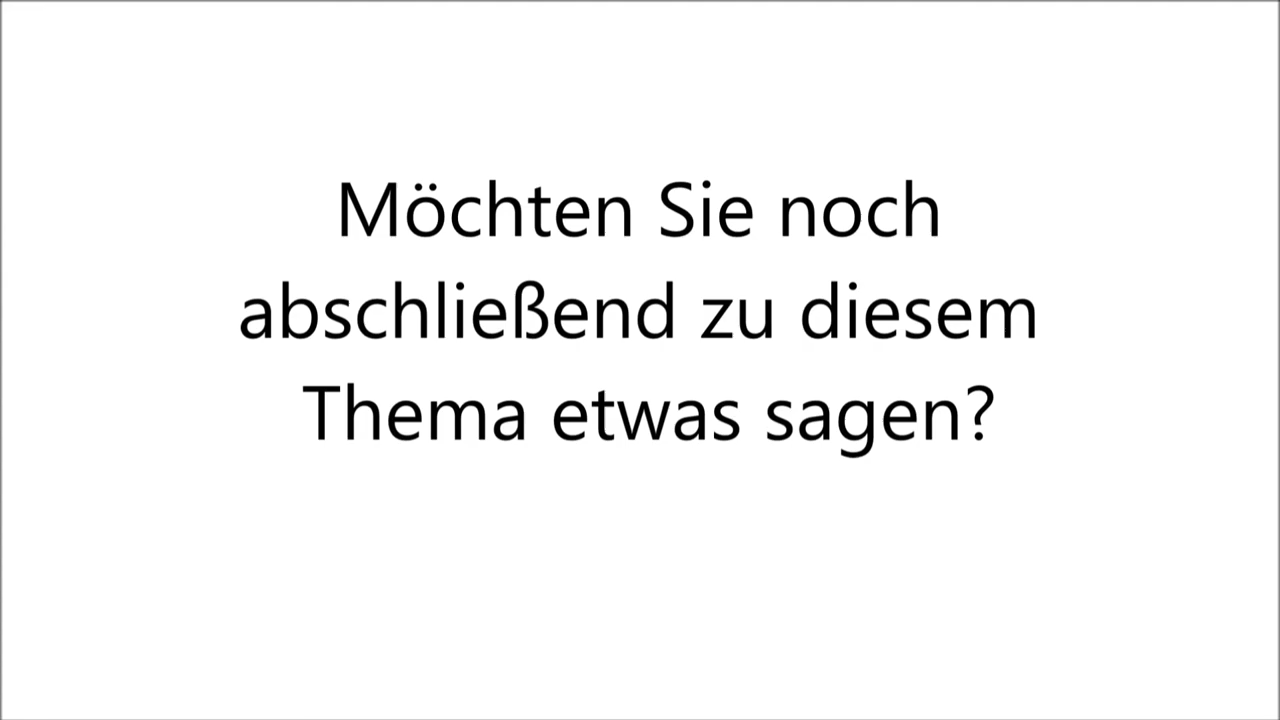 Möchten Sie noch
abschließend zu diesem
Thema etwas sagen?